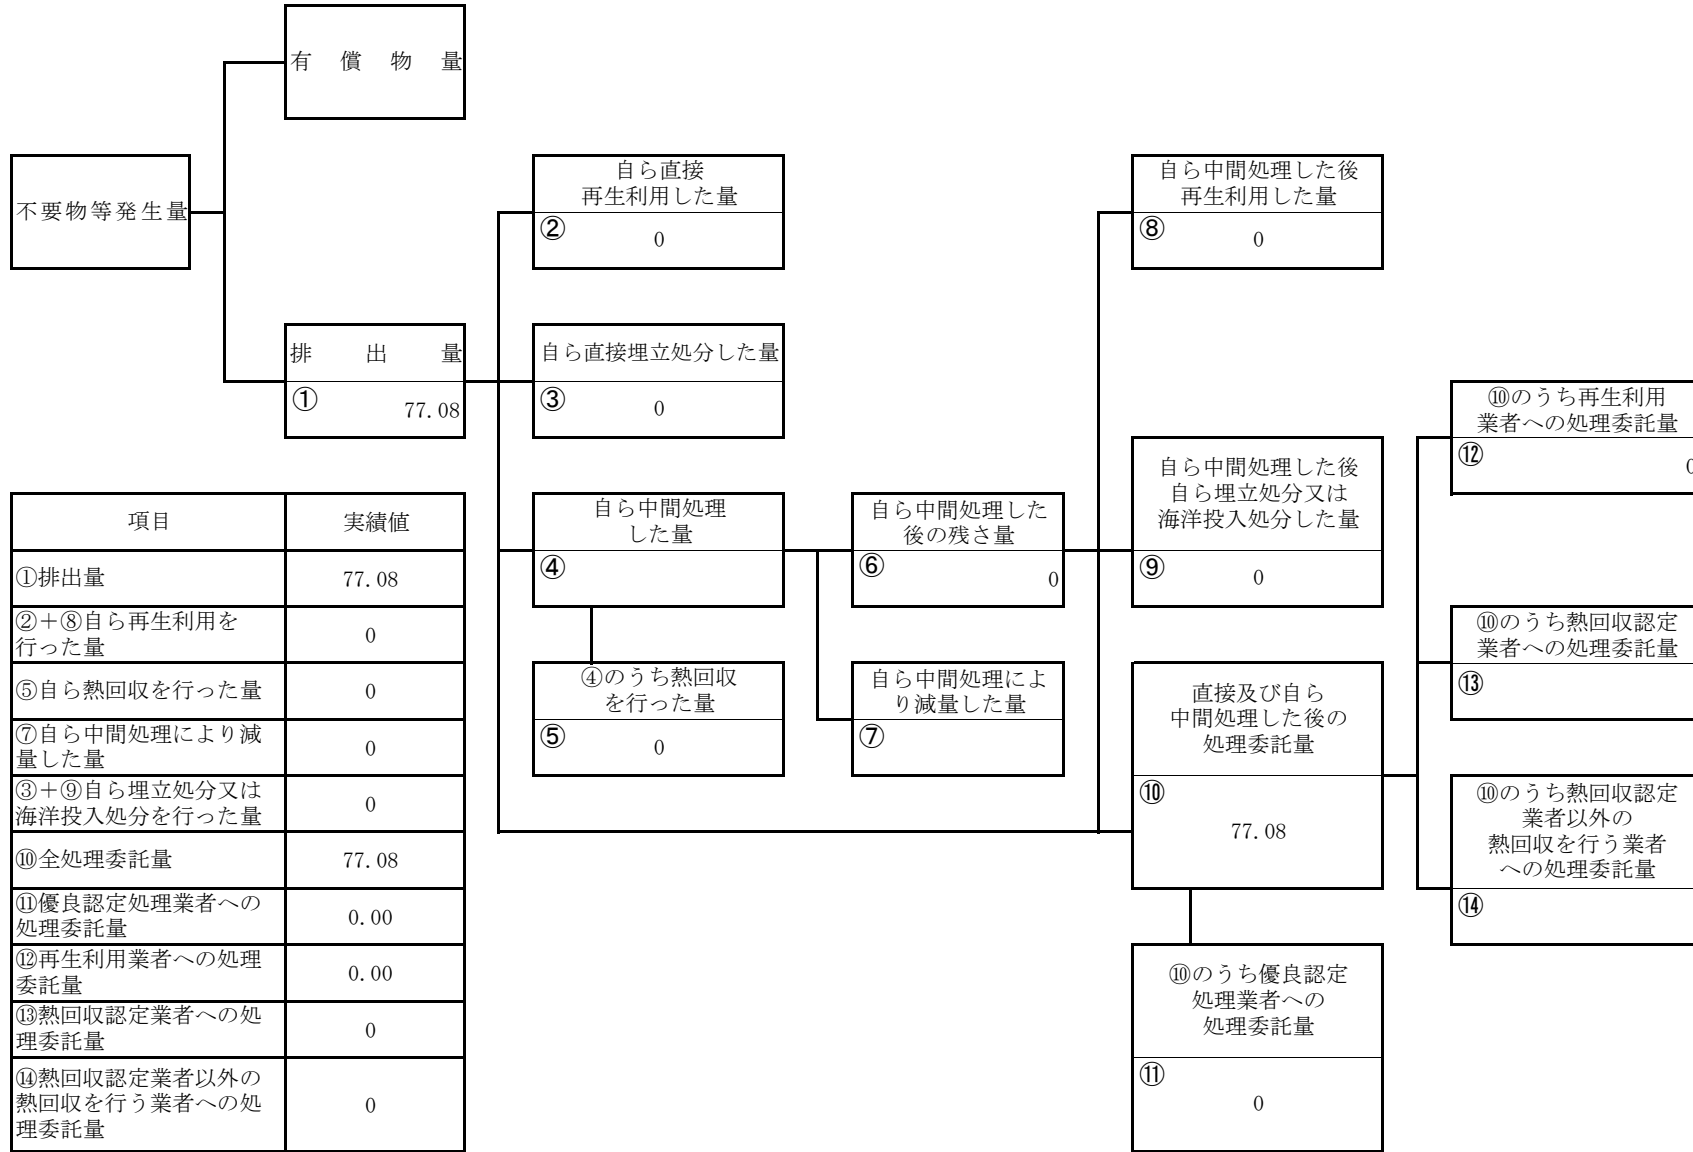 有償物量
不要物等発生量
自ら直接
再生利用した量
②
0
自ら中間処理した後
再生利用した量
⑧
0
排出量
①
77.08
自ら直接埋立処分した量
③
0
⑩のうち再生利用
業者への処理委託量
⑫
0
自ら中間処理した後
自ら埋立処分又は
海洋投入処分した量
⑨
0
自ら中間処理
した量
④
自ら中間処理した
後の残さ量
⑥
0
⑩のうち熱回収認定
業者への処理委託量
⑬
④のうち熱回収
を行った量
⑤
0
自ら中間処理によ
り減量した量
⑦
直接及び自ら
中間処理した後の
処理委託量
⑩
77.08
⑩のうち熱回収認定
業者以外の
熱回収を行う業者
への処理委託量
⑭
⑩のうち優良認定
処理業者への
処理委託量
⑪
0
項目 実績値
①排出量 77.08
②+⑧自ら再生利用を
行った量 0
⑤自ら熱回収を行った量 0
⑦自ら中間処理により減
量した量 0
③+⑨自ら埋立処分又は
海洋投入処分を行った量 0
⑩全処理委託量 77.08
⑪優良認定処理業者への
処理委託量 0.00
⑫再生利用業者への処理
委託量 0.00
⑬熱回収認定業者への処
理委託量 0
⑭熱回収認定業者以外の
熱回収を行う業者への処
理委託量 0